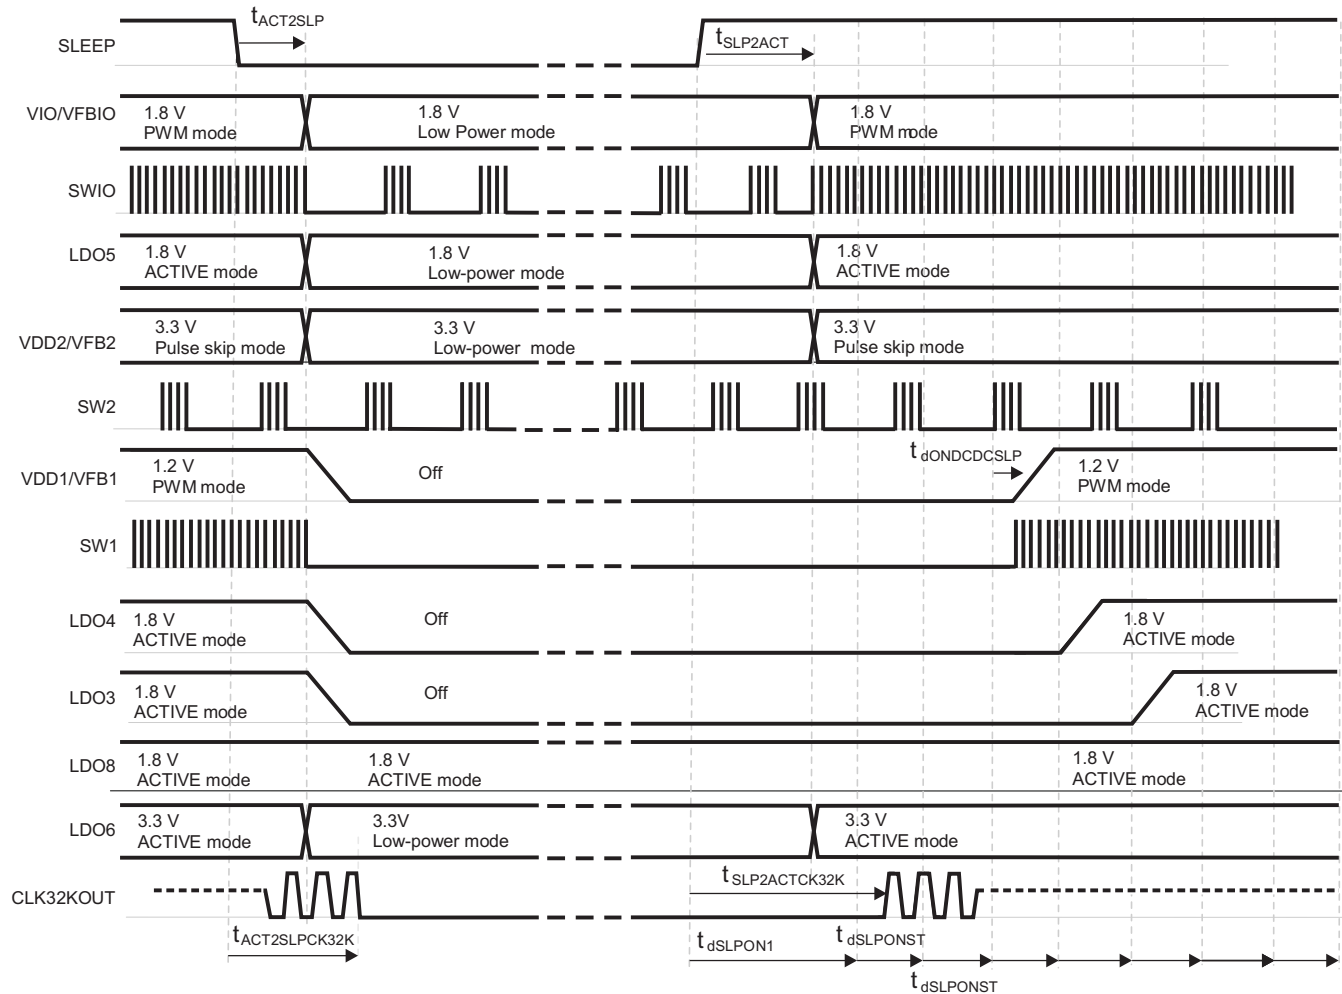 tACT2SLP
SLEEP
tSLP2ACT
VIO/VFBIO
1.8 V
PWM mode
1.8 V
Low Power mode
1.8 V
PWM mode
SWIO
LDO5
1.8 V
ACTIVE mode
1.8 V
Low-power mode
1.8 V
ACTIVE mode
VDD2/VFB2
3.3 V
Pulse skip mode
3.3 V
Low-power mode
3.3 V
Pulse skip mode
SW2
tdONDCDCSLP
VDD1/VFB1
1.2 V
PWM mode
Off
1.2 V
PWM mode
SW1
LDO4
1.8 V
ACTIVE mode
Off
1.8 V
ACTIVE mode
LDO3
1.8 V
ACTIVE mode
Off
1.8 V
ACTIVE mode
LDO8
1.8 V
ACTIVE mode
1.8 V
ACTIVE mode
1.8 V
ACTIVE mode
LDO6
3.3 V
ACTIVE mode
3.3V
Low-power mode
3.3 V
ACTIVE mode
CLK32KOUT
tSLP2ACTCK32K
tACT2SLPCK32K
tdSLPON1
tdSLPONST
tdSLPONST